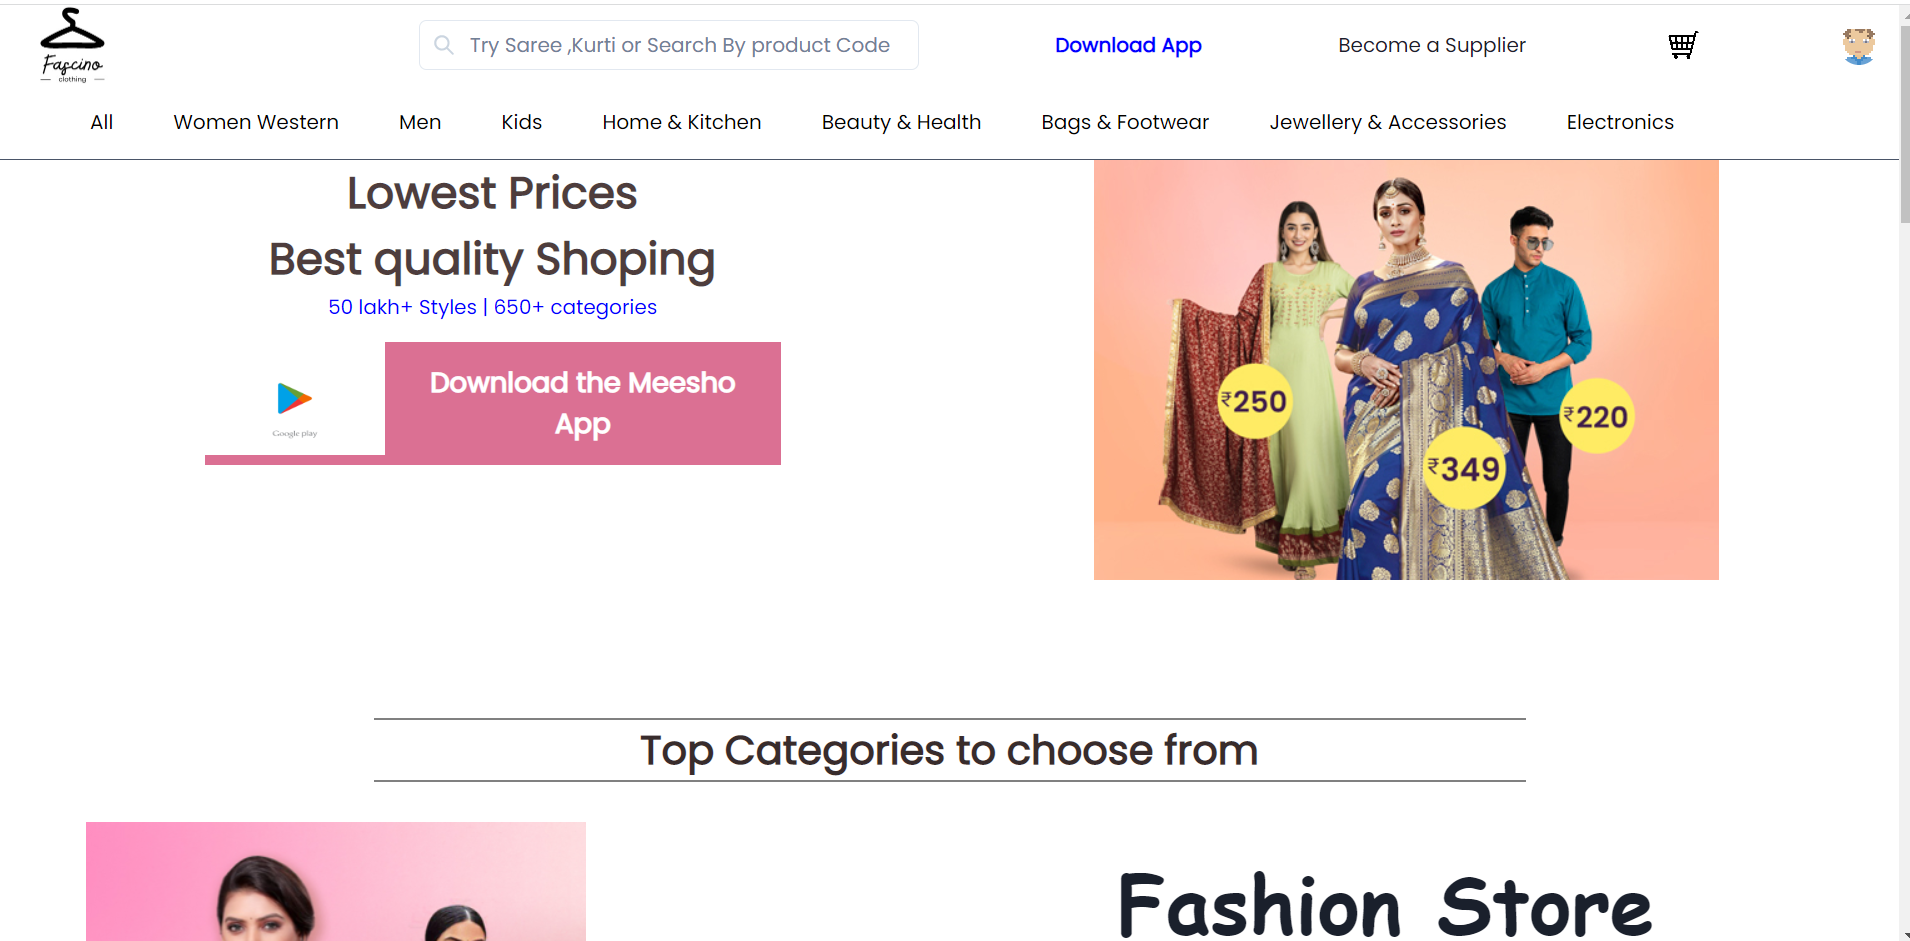 Fascino
clothing
Try Saree ,Kurti or Search By product Code
Download App
Become a Supplier
All
Women Western
Men
Kids
Home & Kitchen
Beauty & Health
Bags & Footwear
Jewellery & Accessories
Electronics
Lowest Prices
Best quality Shoping
50 lakh+ Styles | 650+ categories
Google play
Download the Meesho
App
₹250
₹349
₹220
Top Categories to choose from
Fashion Store